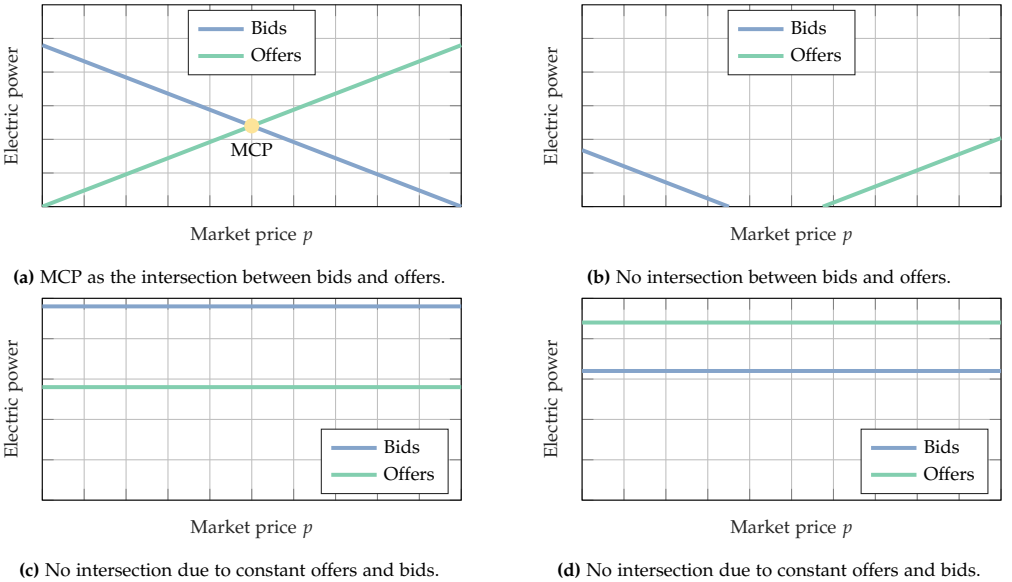 Electric power
Bids
Offers
MCP
Market price p
(a) MCP as the intersection between bids and offers.
Electric power
Bids
Offers
Market price p
(b) No intersection between bids and offers.
Electric power
Bids
Offers
Market price p
(c) No intersection due to constant offers and bids.
Electric power
Bids
Offers
Market price p
(d) No intersection due to constant offers and bids.